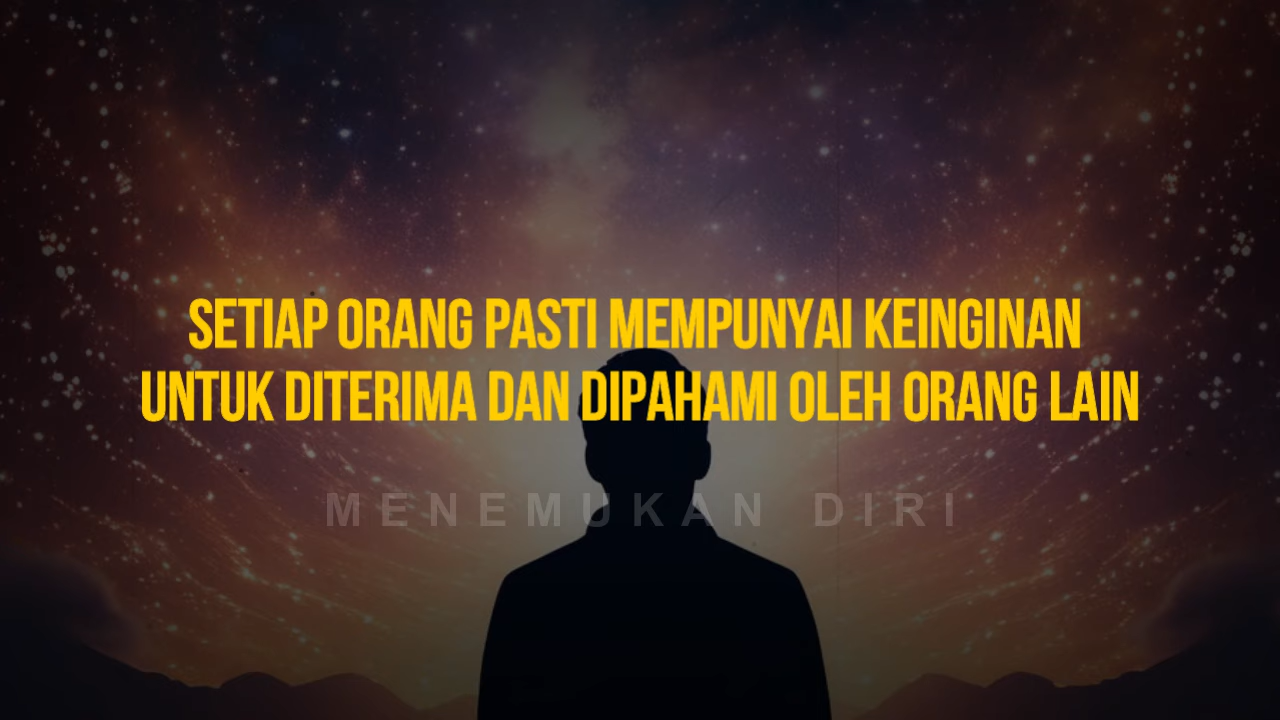 SETIAP ORANG PASTI MEMPUNYAI KEINGINAN
UNTUK DITERIMA DAN DIPAHAMI OLEH ORANG LAIN
MENEMUKAN DIRI